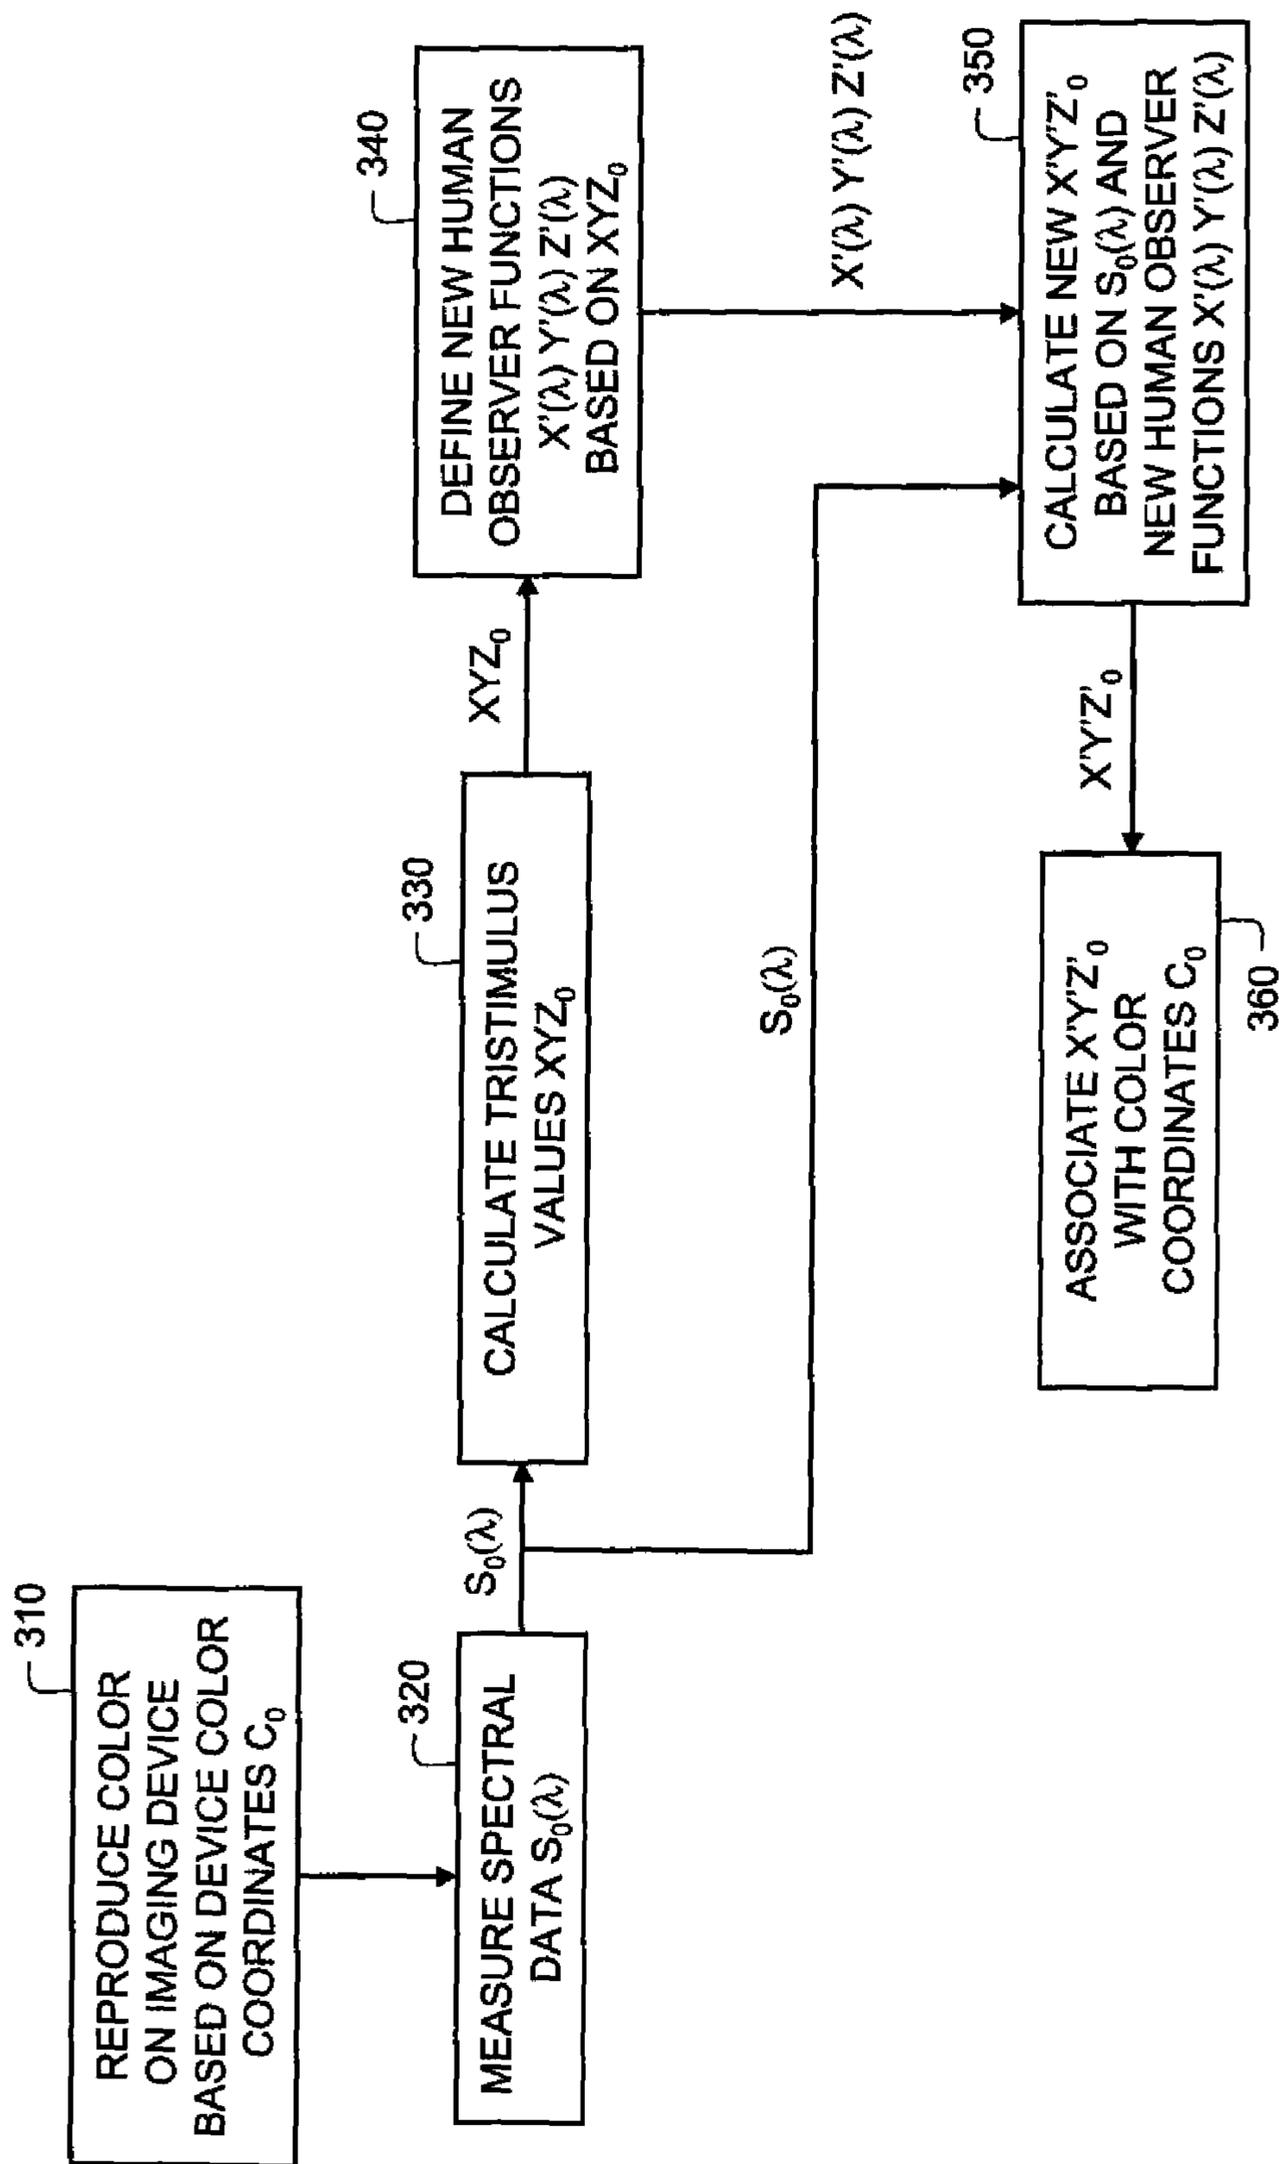 310
REPRODUCE COLOR
ON IMAGING DEVICE
BASED ON DEVICE COLOR
COORDINATES C₀
320
MEASURE SPECTRAL
DATA S₀(λ)
S₀(λ)
330
CALCULATE TRISTIMULUS
VALUES XYZ₀
XYZ₀
340
DEFINE NEW HUMAN
OBSERVER FUNCTIONS
X'(λ) Y'(λ) Z'(λ)
BASED ON XYZ₀
S₀(λ)
X'(λ) Y'(λ) Z'(λ)
350
CALCULATE NEW X'Y'Z'₀
BASED ON S₀(λ) AND
NEW HUMAN OBSERVER
FUNCTIONS X'(λ) Y'(λ) Z'(λ)
X'Y'Z'₀
ASSOCIATE X'Y'Z'₀
WITH COLOR
COORDINATES C₀
360